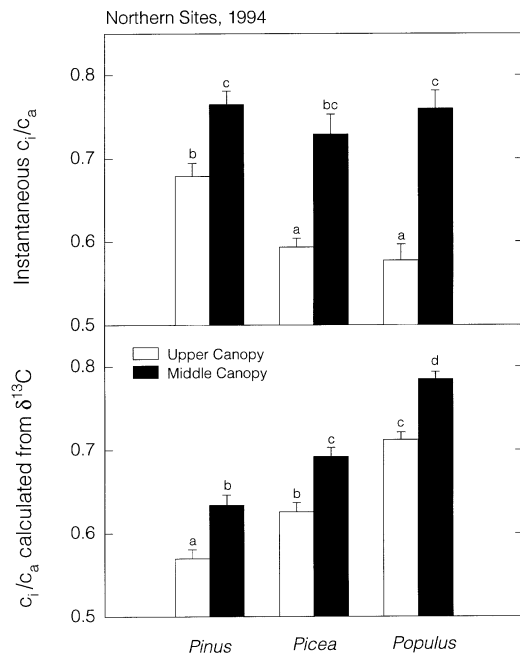 Northern Sites, 1994
Instantaneous cᵢ/cₐ
0.8
0.7
0.6
0.5
b
c
a
bc
a
c
cᵢ/cₐ calculated from δ¹³C
0.8
0.7
0.6
0.5
Upper Canopy
Middle Canopy
a
b
b
c
c
d
Pinus
Picea
Populus